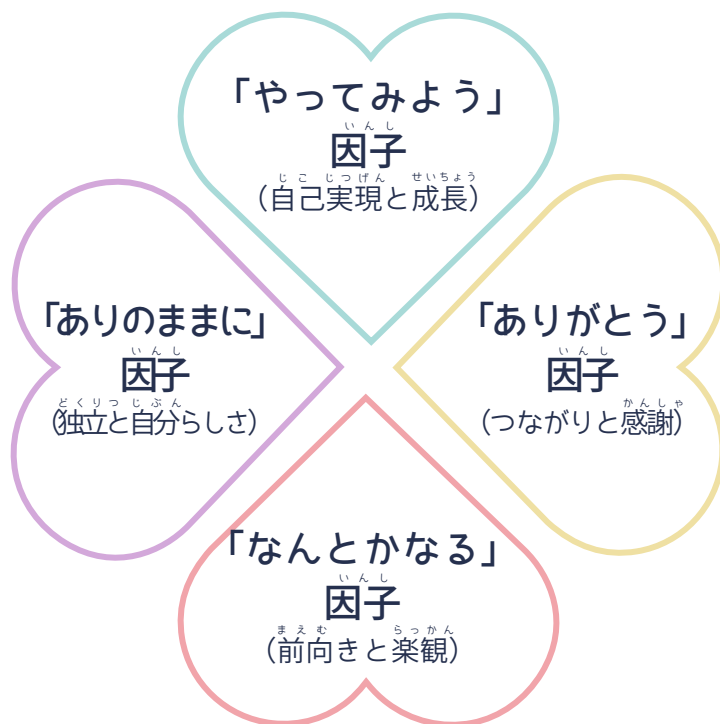 「やってみよう」
いんし
因子
じこ じつげん せいちょう
（自己実現と成長）
「ありのままに」
いんし
因子
どくりつ じぶん
（独立と自分らしさ）
「ありがとう」
いんし
因子
かんしゃ
（つながりと感謝）
「なんとかなる」
いんし
因子
まえむ らっかん
（前向きと楽観）